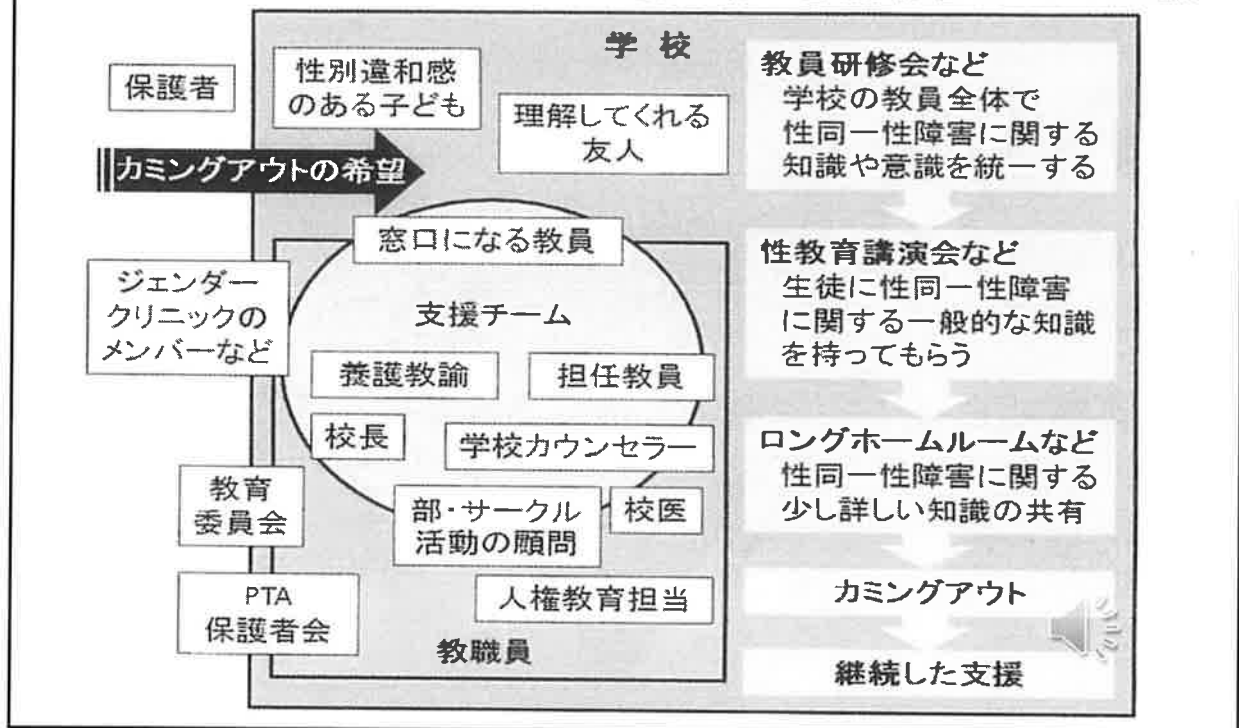 学校
保護者
性別違和感
のある子ども
理解してくれる
友人
カミングアウトの希望
窓口になる教員
ジェンダー
クリニックの
メンバーなど
支援チーム
養護教諭
担任教員
校長
学校カウンセラー
教育
委員会
部・サークル
活動の顧問
校医
PTA
保護者会
人権教育担当
教職員
教員研修会など
学校の教員全体で
性同一性障害に関する
知識や意識を統一する
性教育講演会など
生徒に性同一性障害
に関する一般的な知識
を持ってもらう
ロングホームルームなど
性同一性障害に関する
少し詳しい知識の共有
カミングアウト
継続した支援